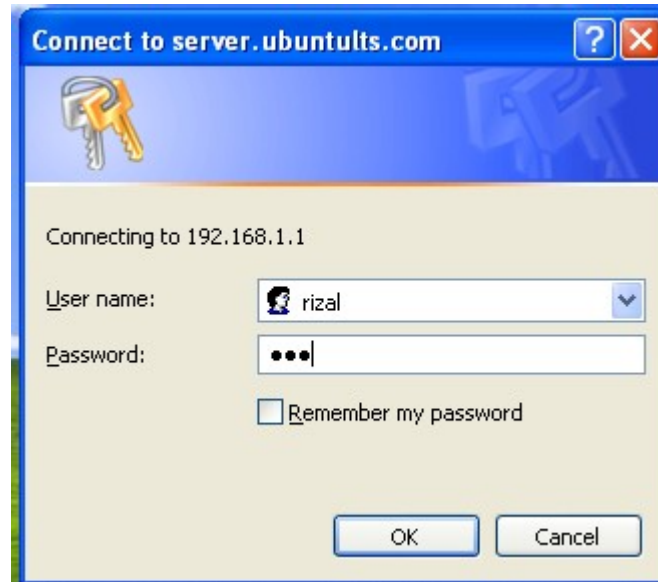 Connect to server.ubuntults.com
Connecting to 192.168.1.1
User name: rizal
Password: •••
Remember my password
OK Cancel